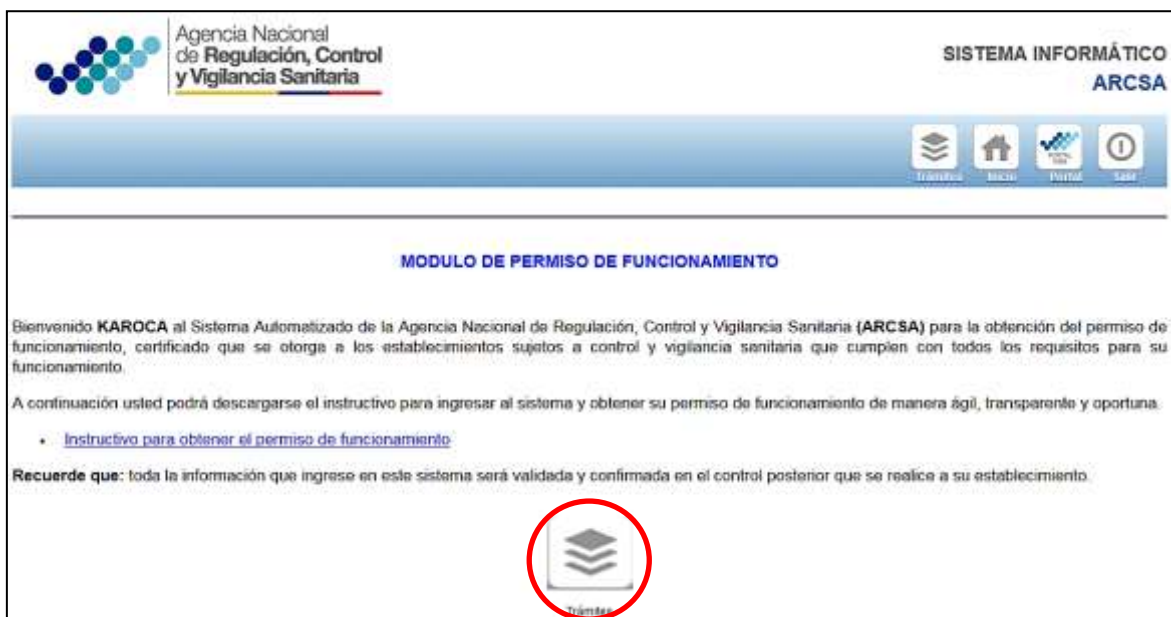 Agencia Nacional
de Regulación, Control
y Vigilancia Sanitaria
SISTEMA INFORMÁTICO
ARCSA
Trámites Inicio Portal Salir
MODULO DE PERMISO DE FUNCIONAMIENTO
Bienvenido KAROCA al Sistema Automatizado de la Agencia Nacional de Regulación, Control y Vigilancia Sanitaria (ARCSA) para la obtención del permiso de
funcionamiento, certificado que se otorga a los establecimientos sujetos a control y vigilancia sanitaria que cumplen con todos los requisitos para su
funcionamiento.
A continuación usted podrá descargarse el instructivo para ingresar al sistema y obtener su permiso de funcionamiento de manera ágil, transparente y oportuna.
• Instructivo para obtener el permiso de funcionamiento
Recuerde que: toda la información que ingrese en este sistema será validada y confirmada en el control posterior que se realice a su establecimiento.
Trámites